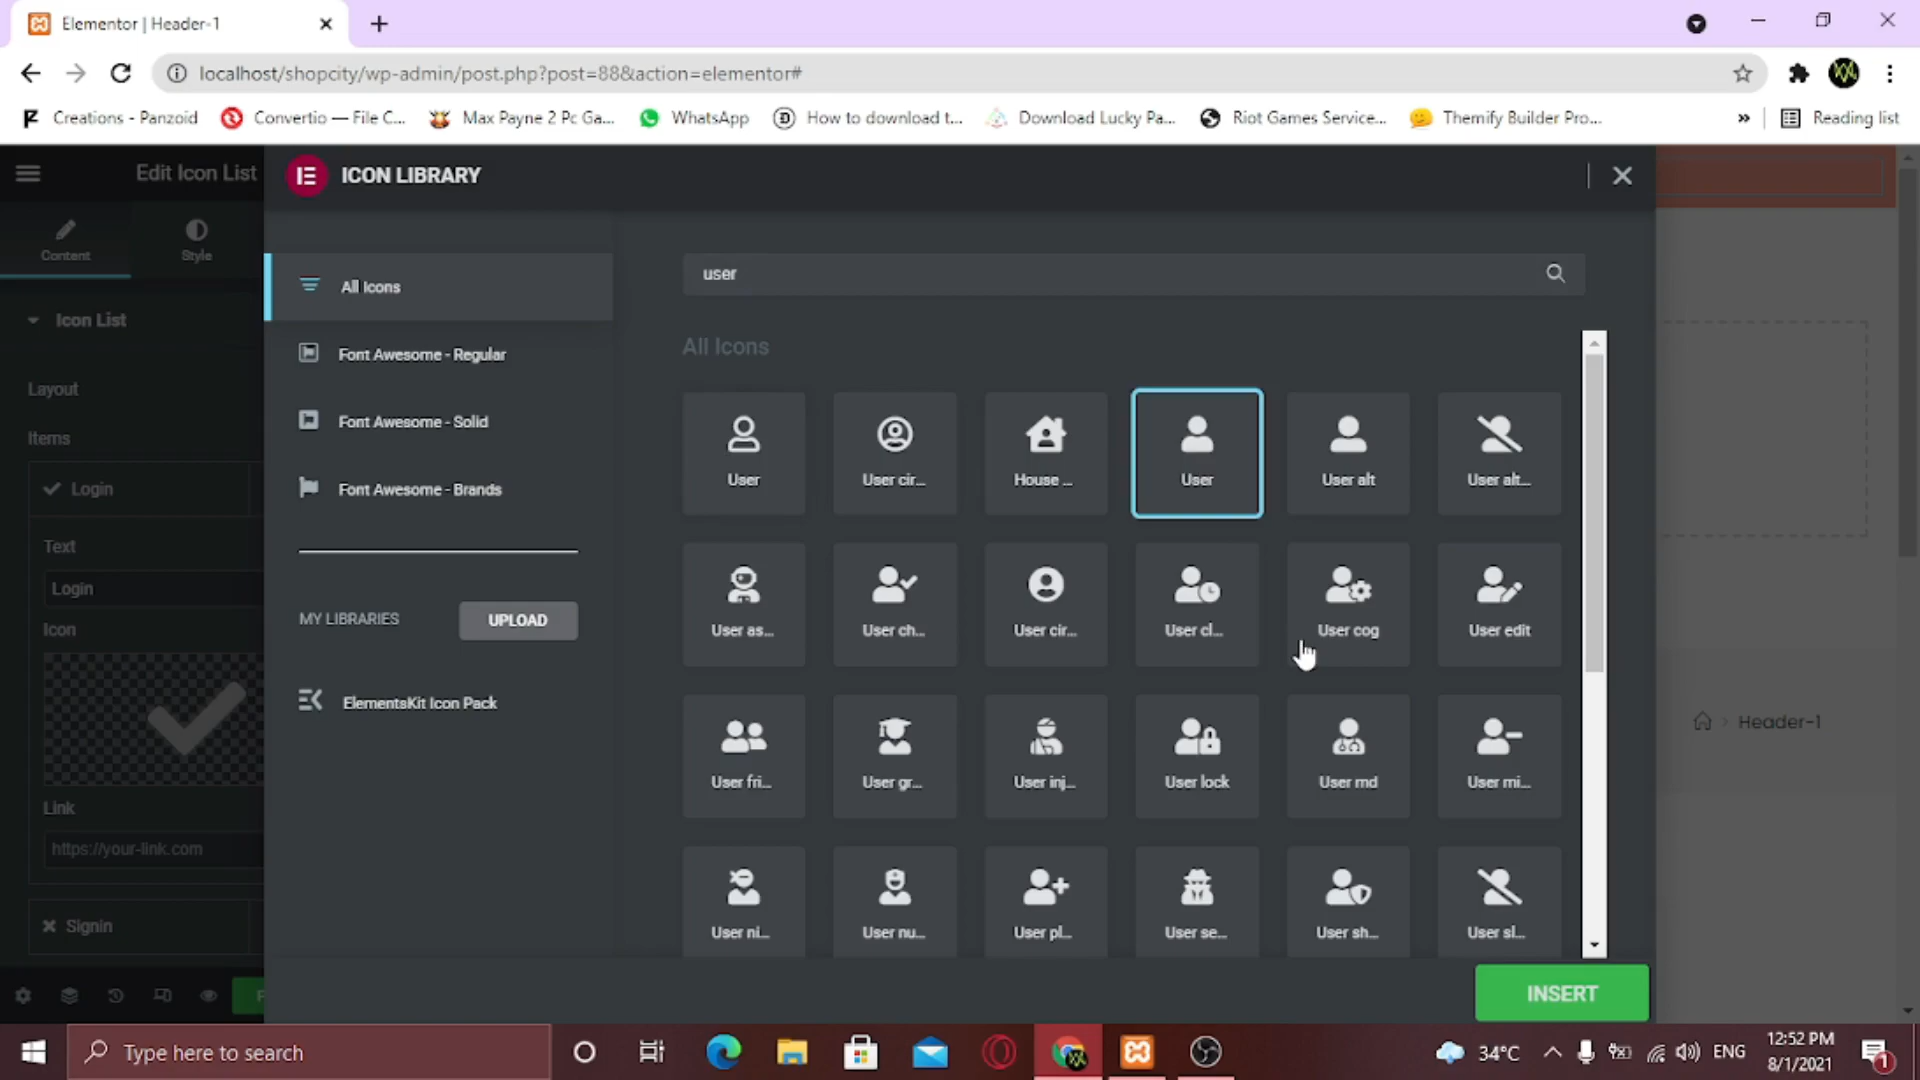 Elementor | Header-1
localhost/shopcity/wp-admin/post.php?post=88&action=elementor#
Creations - Panzoid
Convertio — File C...
Max Payne 2 Pc Ga...
WhatsApp
How to download t...
Download Lucky Pa...
Riot Games Service...
Themify Builder Pro...
»
Reading list
Edit Icon List
ICON LIBRARY
Content
Style
All Icons
user
Icon List
Font Awesome - Regular
All Icons
Layout
Font Awesome - Solid
Items
User
User cir...
House ...
User
User alt
User alt...
Login
Font Awesome - Brands
Text
Login
MY LIBRARIES
UPLOAD
Icon
User as...
User ch...
User cir...
User cl...
User cog
User edit
ElementsKit Icon Pack
Header-1
User fri...
User gr...
User inj...
User lock
User md
User mi...
Link
https://your-link.com
Signin
User ni...
User nu...
User pl...
User se...
User sh...
User sl...
INSERT
Type here to search
34°C
ENG
12:52 PM
8/1/2021
1